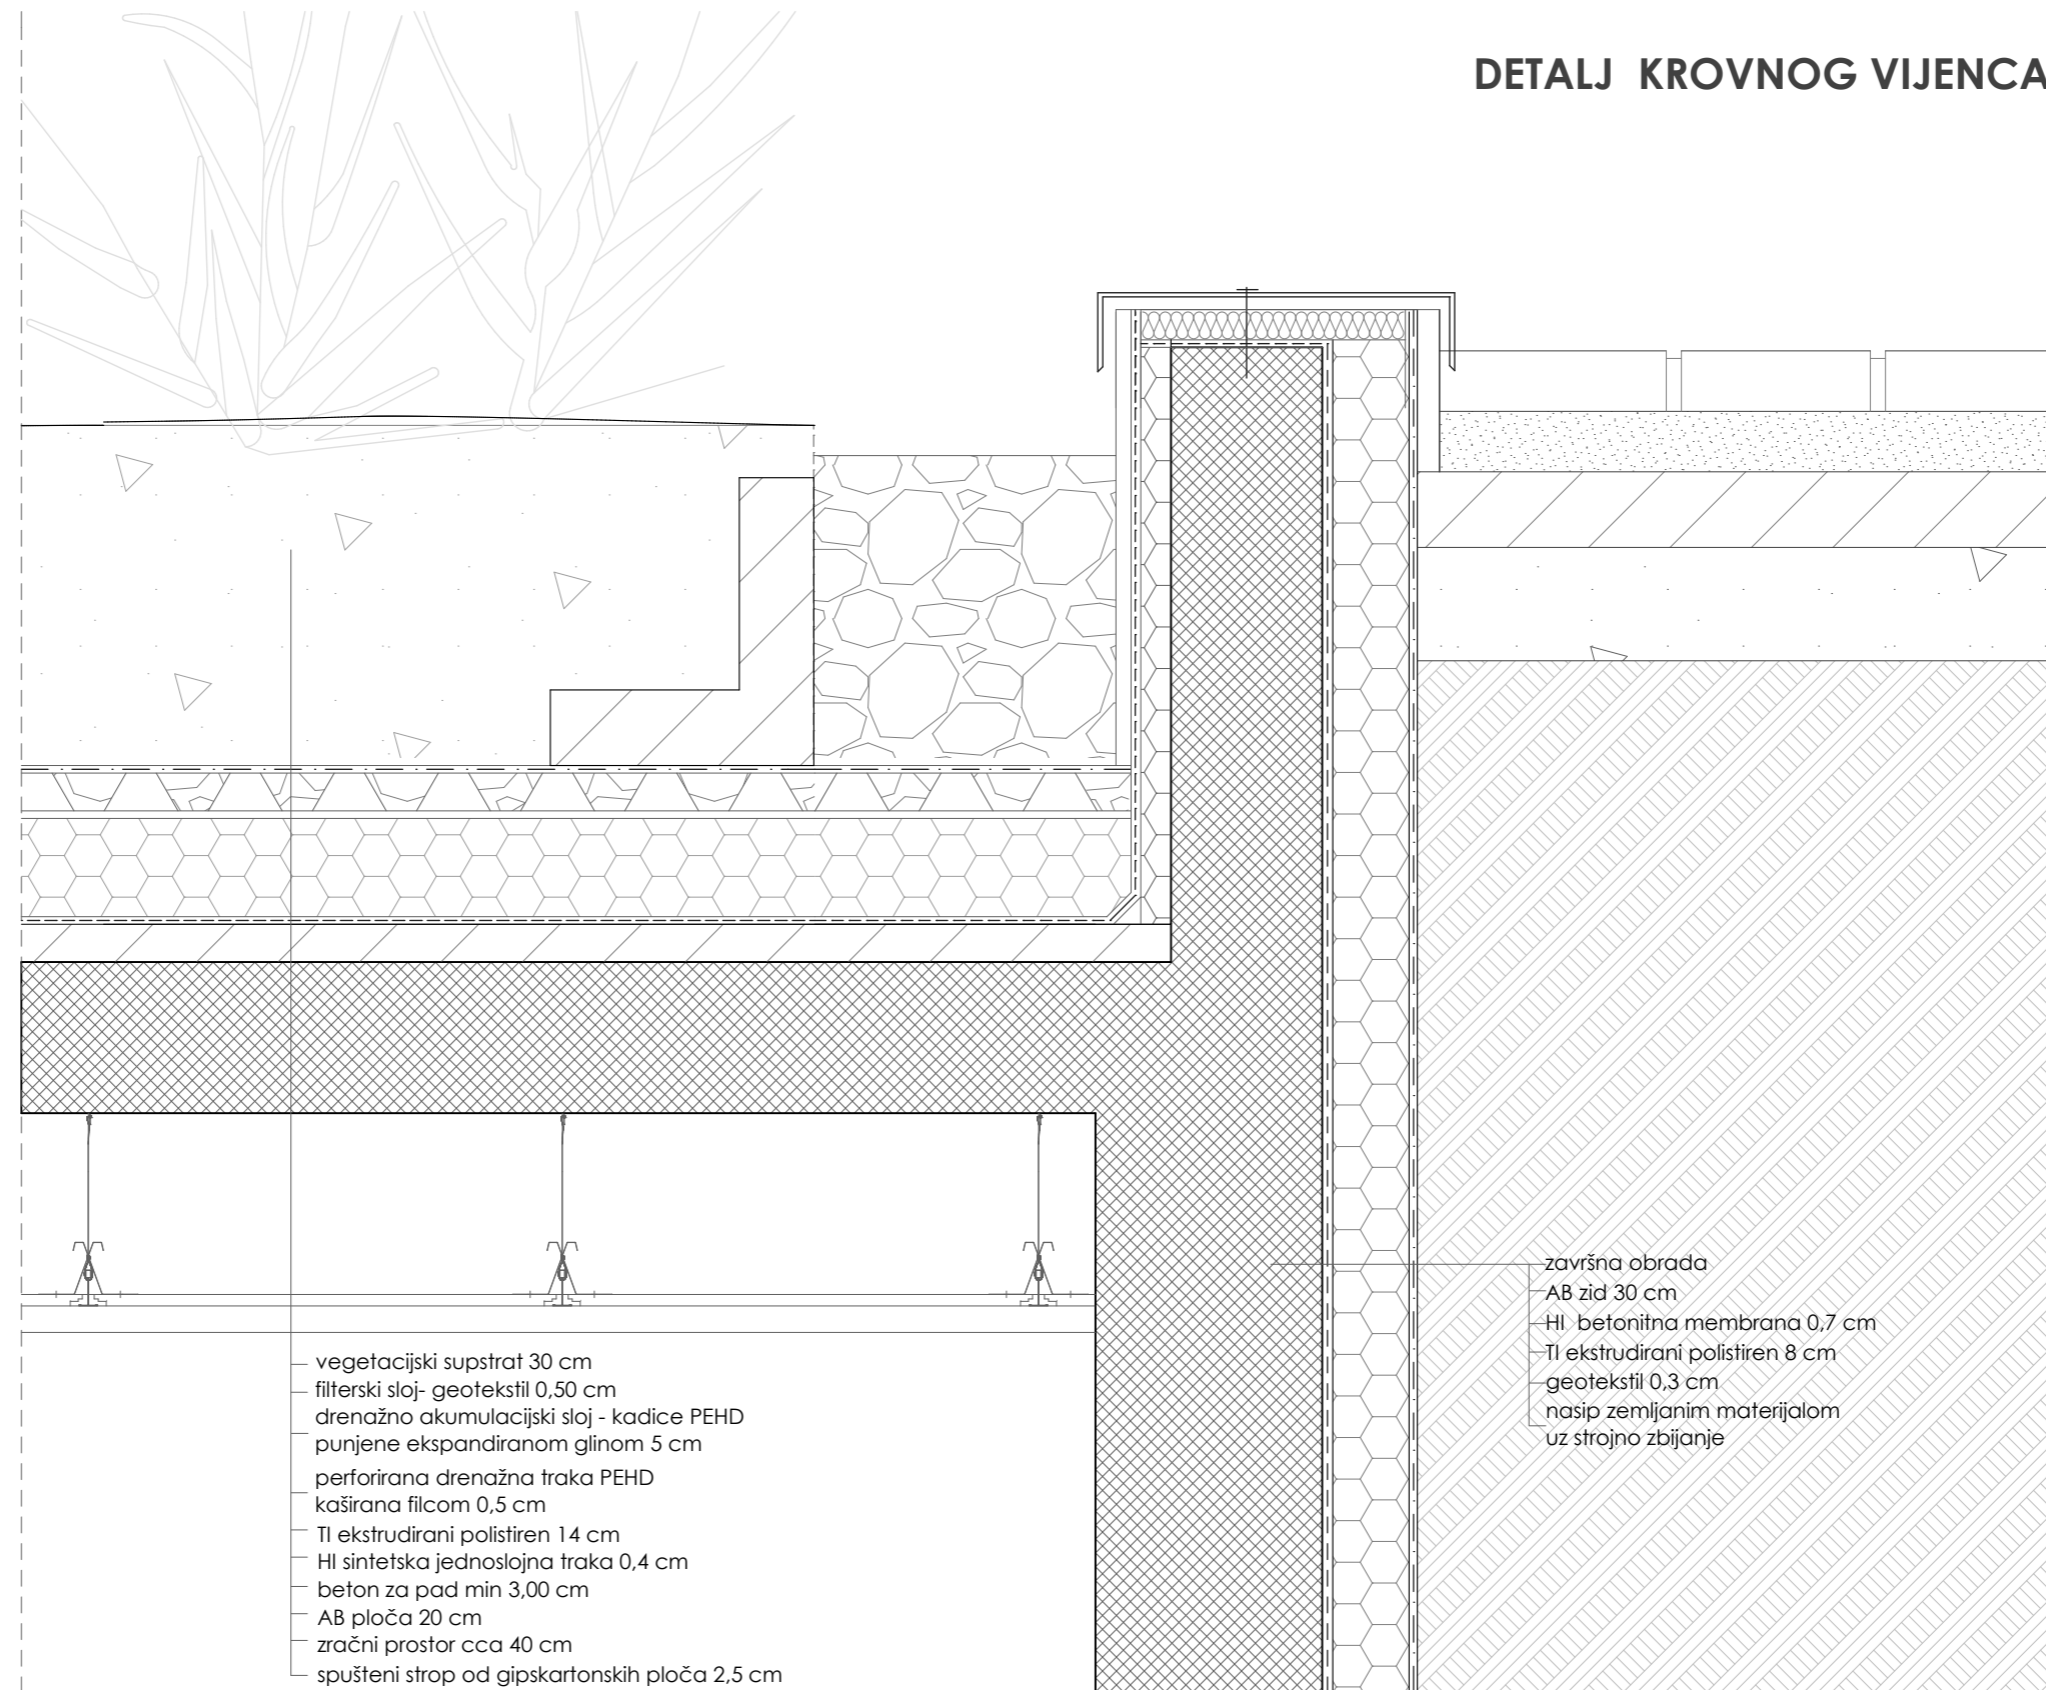 DETALJ KROVNOG VIJENCA
vegetacijski supstrat 30 cm
filterski sloj- geotekstil 0,50 cm
drenažno akumulacijski sloj - kadice PEHD
punjene ekspandiranom glinom 5 cm
perforirana drenažna traka PEHD
kaširana filcom 0,5 cm
TI ekstrudirani polistiren 14 cm
HI sintetska jednoslojna traka 0,4 cm
beton za pad min 3,00 cm
AB ploča 20 cm
zračni prostor cca 40 cm
spušteni strop od gipskartonskih ploča 2,5 cm
završna obrada
AB zid 30 cm
HI betonitna membrana 0,7 cm
TI ekstrudirani polistiren 8 cm
geotekstil 0,3 cm
nasip zemljanim materijalom
uz strojno zbijanje